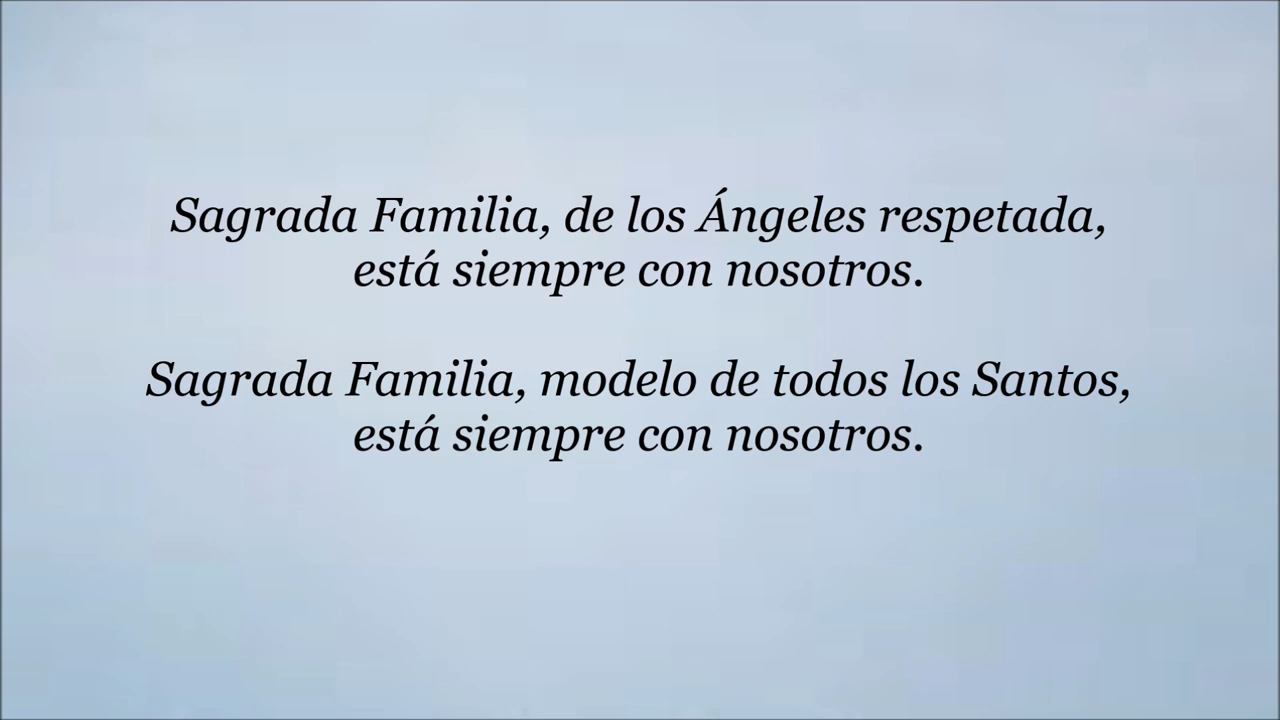 Sagrada Familia, de los Ángeles respetada,
está siempre con nosotros.
Sagrada Familia, modelo de todos los Santos,
está siempre con nosotros.